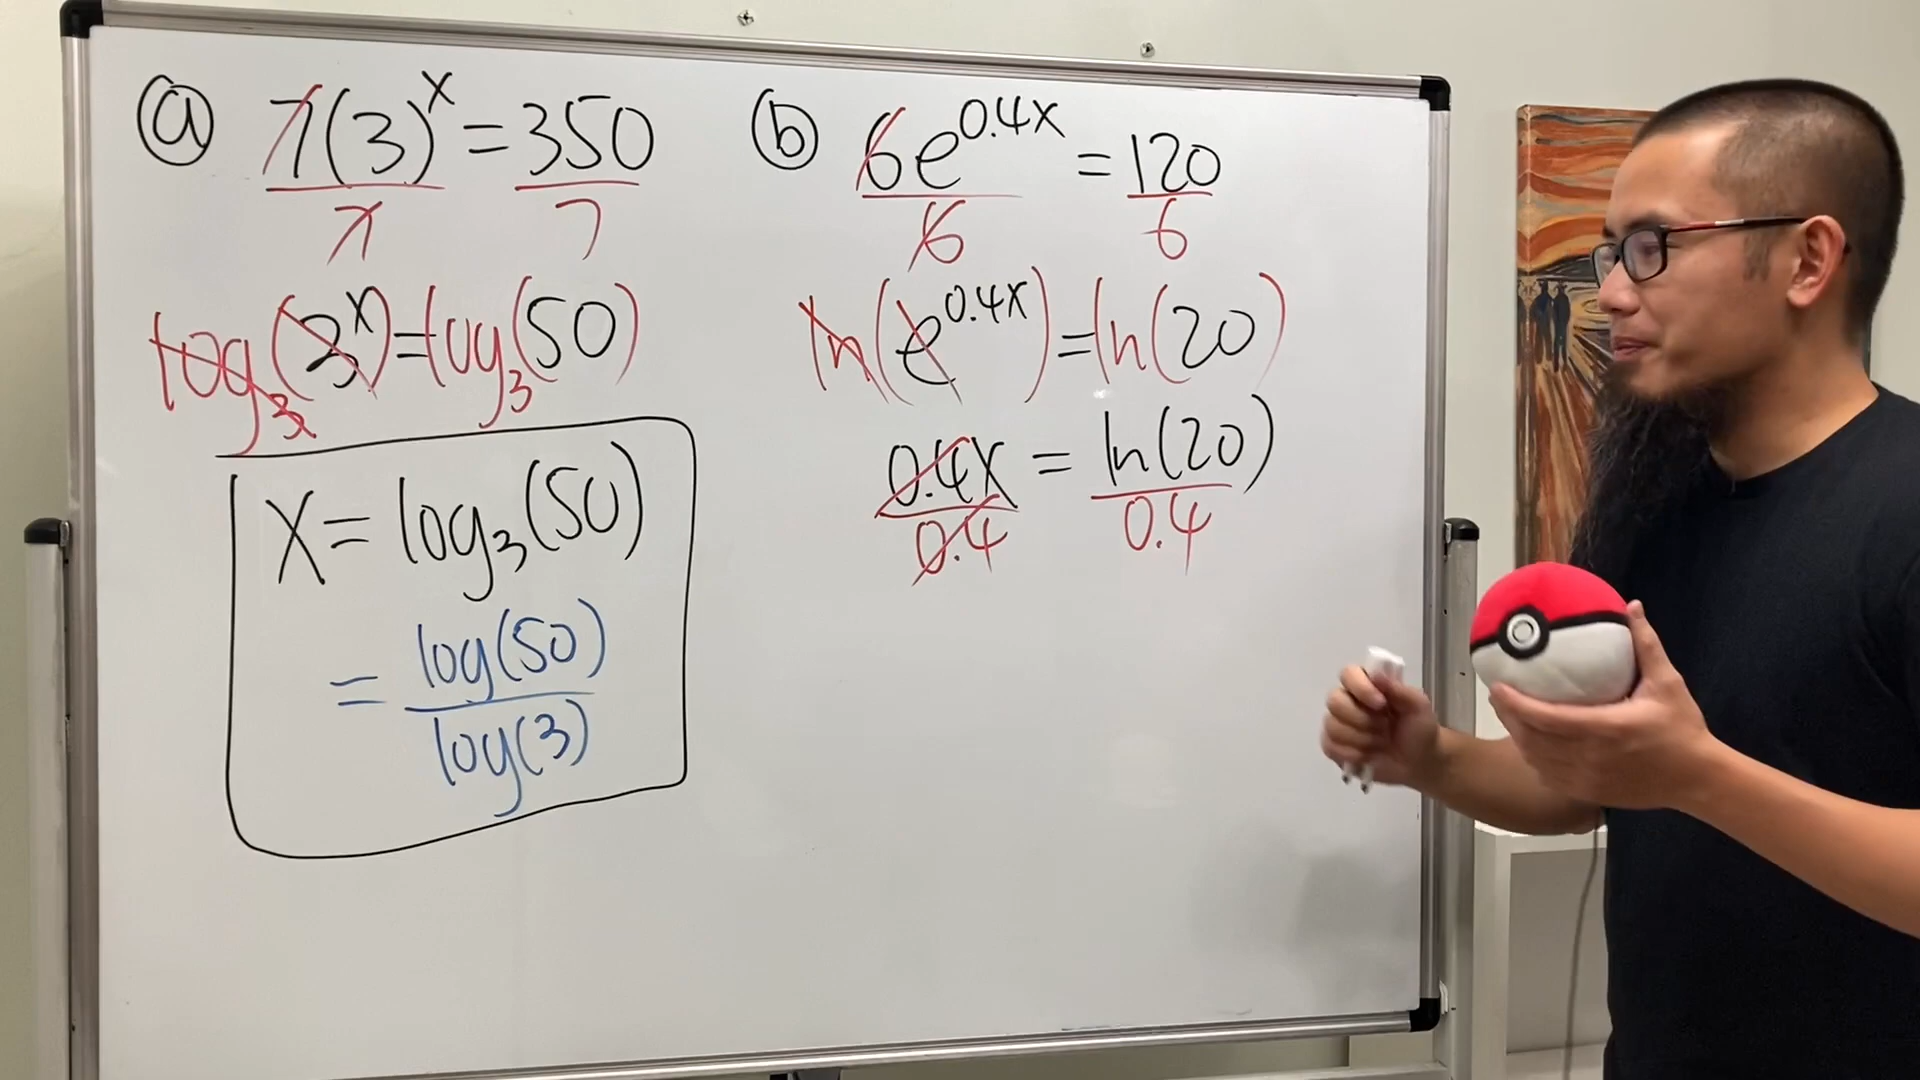 ⓐ 7(3)^x = 350
7 7
log₃(3^x) = log₃(50)
x = log₃(50)
= log(50)
log(3)
ⓑ 6e^0.4x = 120
6 6
ln(e^0.4x) = ln(20)
0.4x = ln(20)
0.4 0.4